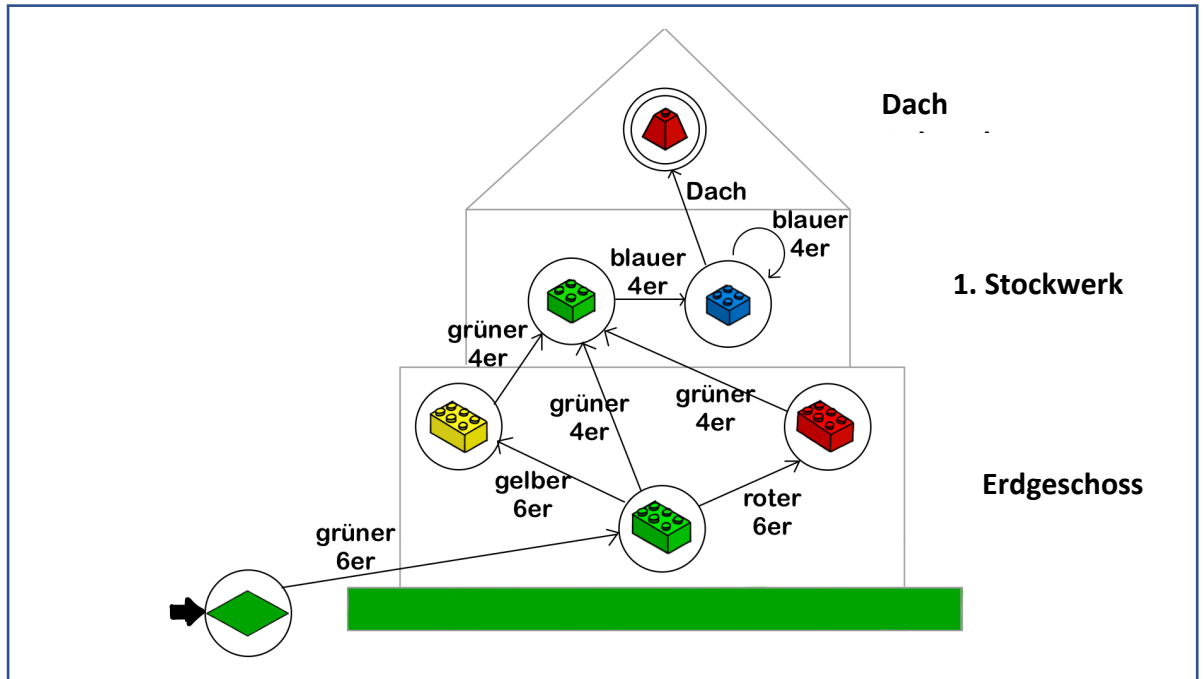 Dach
Dach
blauer
4er
blauer
4er
1. Stockwerk
grüner
4er
grüner
4er
grüner
4er
gelber
6er
roter
6er
Erdgeschoss
grüner
6er